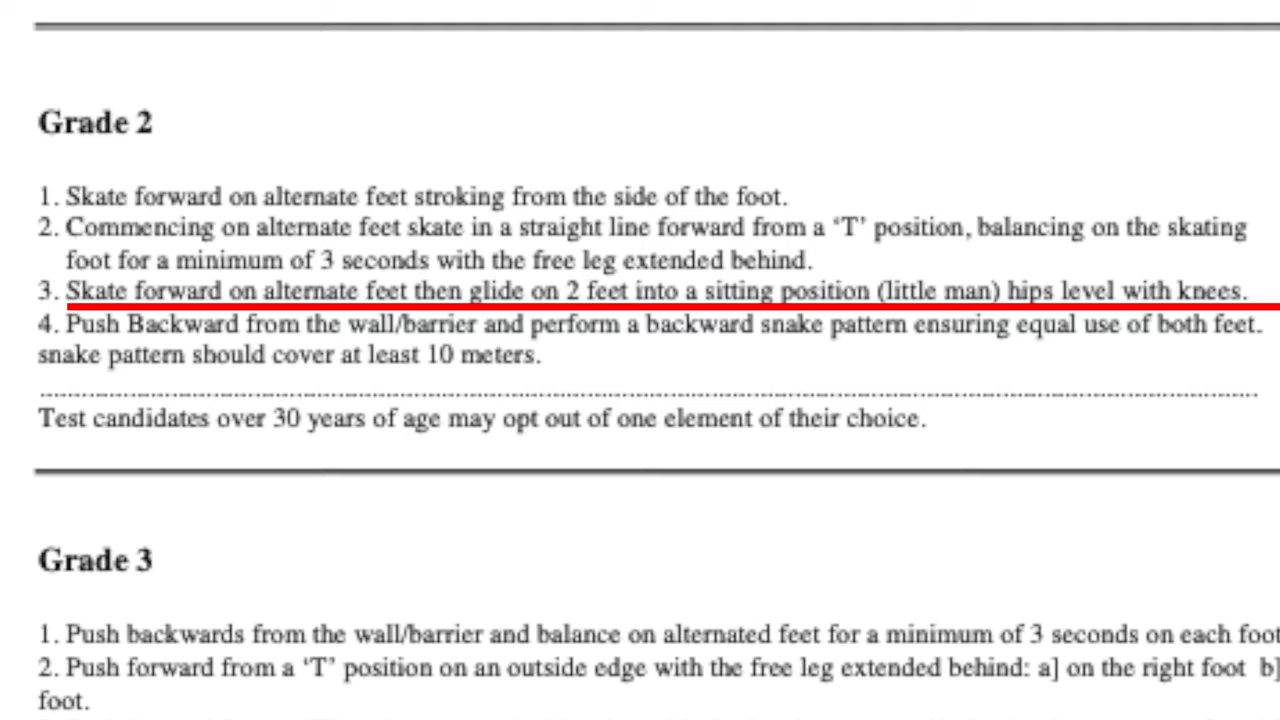 Grade 2
1. Skate forward on alternate feet stroking from the side of the foot.
2. Commencing on alternate feet skate in a straight line forward from a ‘T’ position, balancing on the skating
foot for a minimum of 3 seconds with the free leg extended behind.
3. Skate forward on alternate feet then glide on 2 feet into a sitting position (little man) hips level with knees.
4. Push Backward from the wall/barrier and perform a backward snake pattern ensuring equal use of both feet.
snake pattern should cover at least 10 meters.
Test candidates over 30 years of age may opt out of one element of their choice.
Grade 3
1. Push backwards from the wall/barrier and balance on alternated feet for a minimum of 3 seconds on each foot
2. Push forward from a ‘T’ position on an outside edge with the free leg extended behind: a] on the right foot b]
foot.